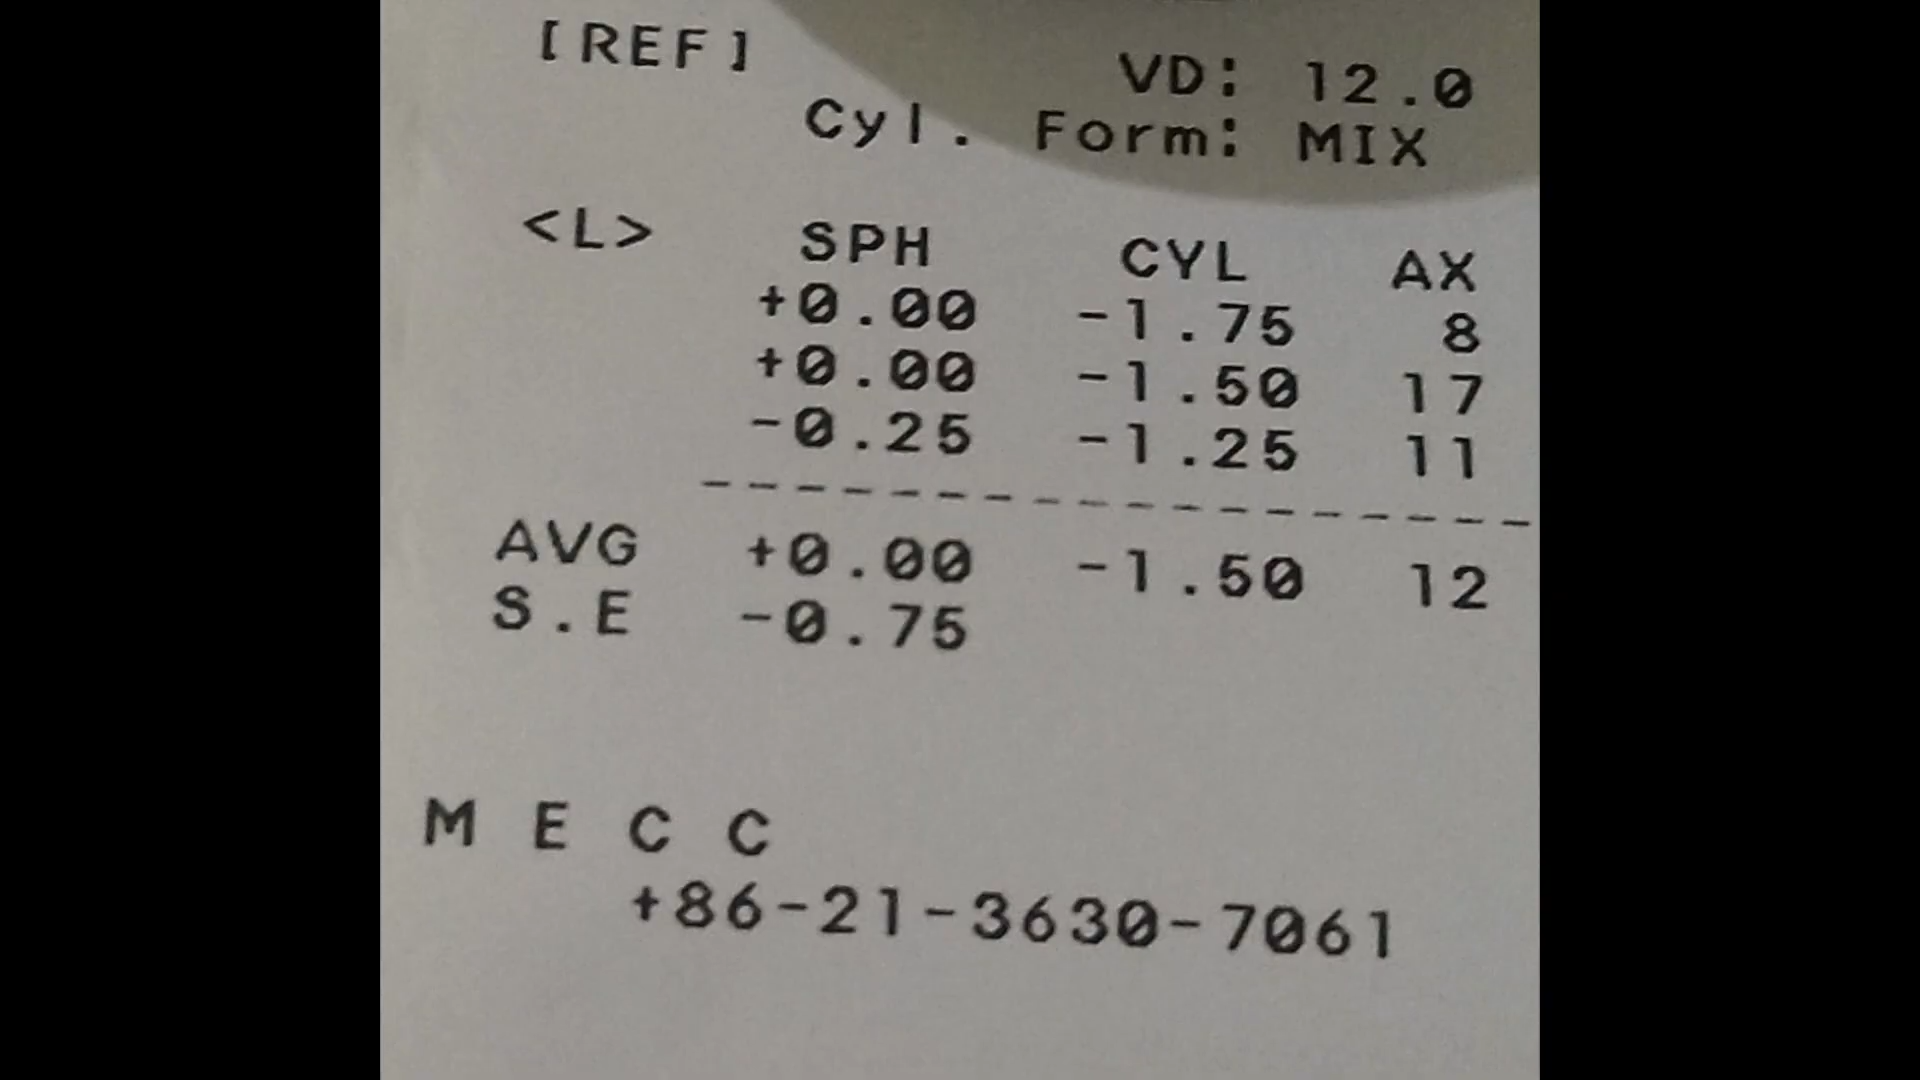 [REF]
VD: 12.0
Cyl. Form: MIX
<L> SPH CYL AX
+0.00 -1.75 8
+0.00 -1.50 17
-0.25 -1.25 11
--------------------
AVG +0.00 -1.50 12
S.E -0.75
M E C C
+86-21-3630-7061